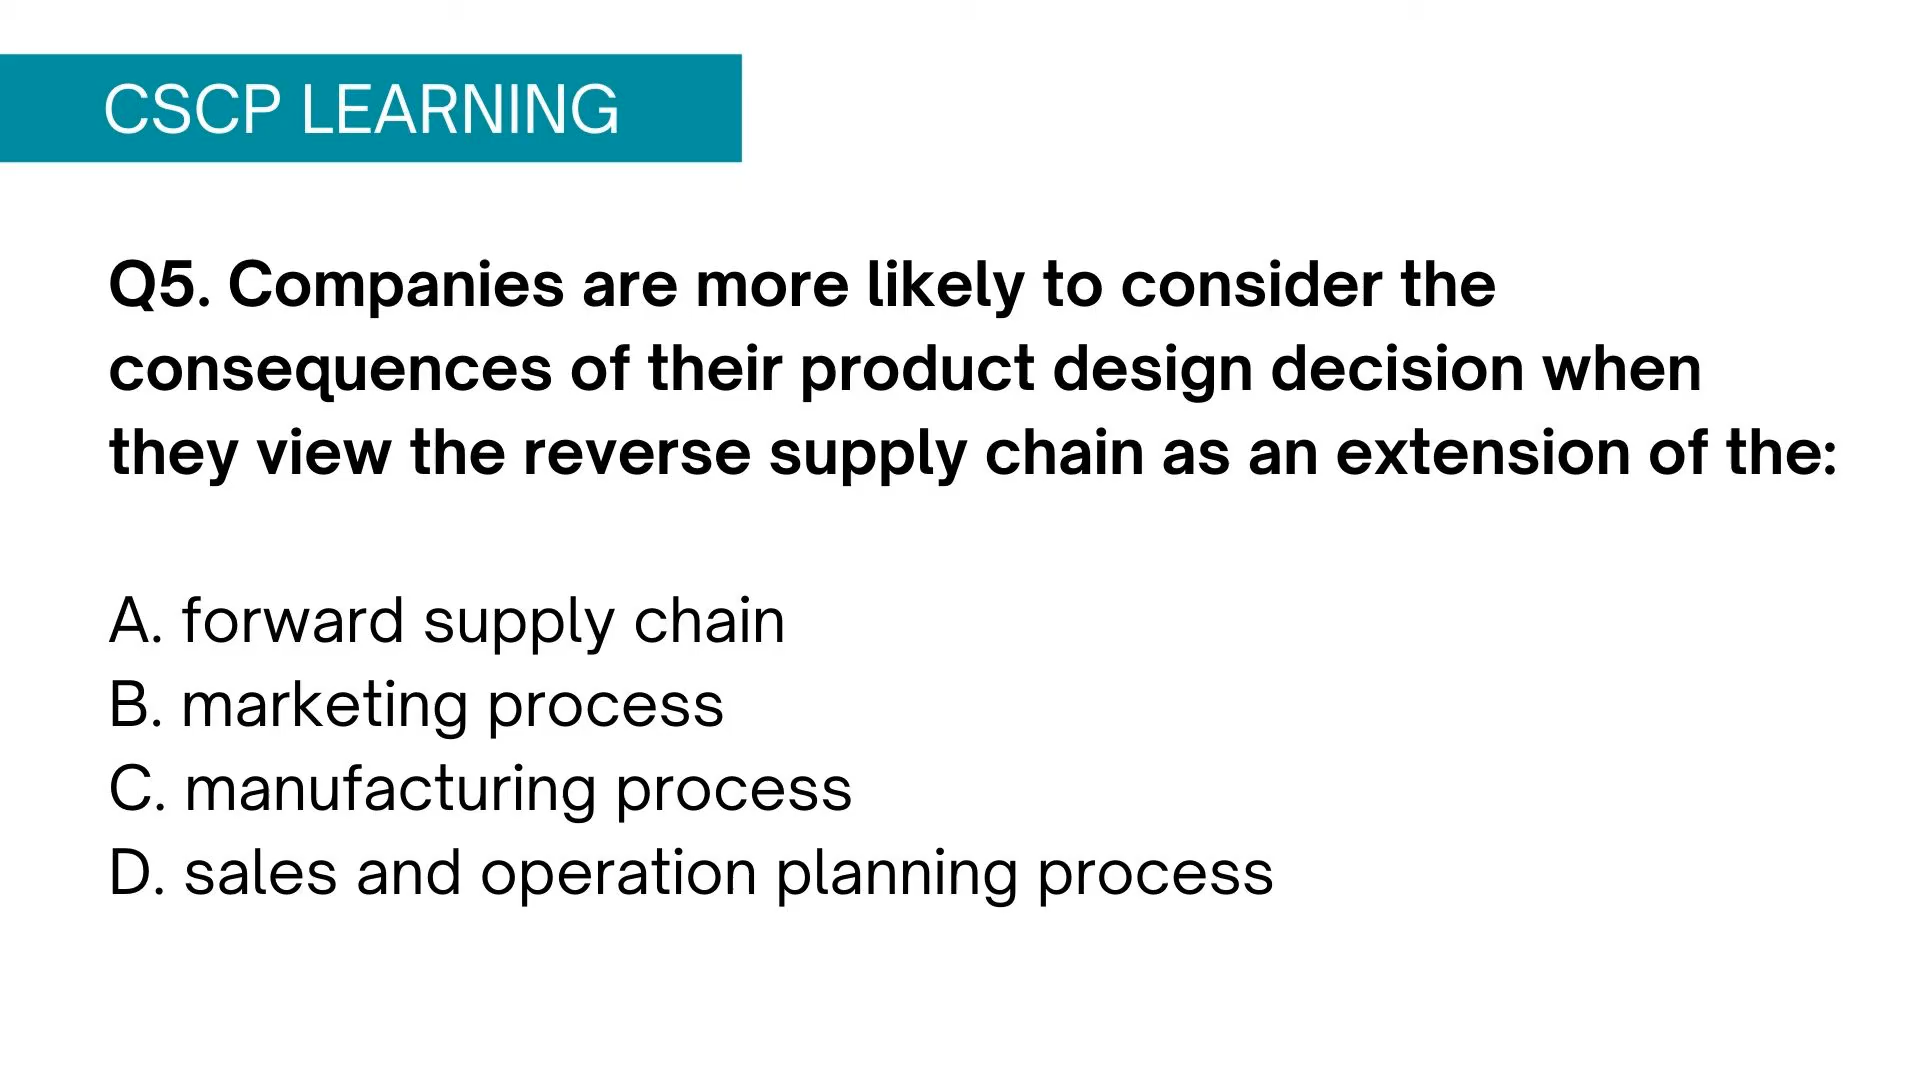 CSCP LEARNING
Q5. Companies are more likely to consider the
consequences of their product design decision when
they view the reverse supply chain as an extension of the:
A. forward supply chain
B. marketing process
C. manufacturing process
D. sales and operation planning process